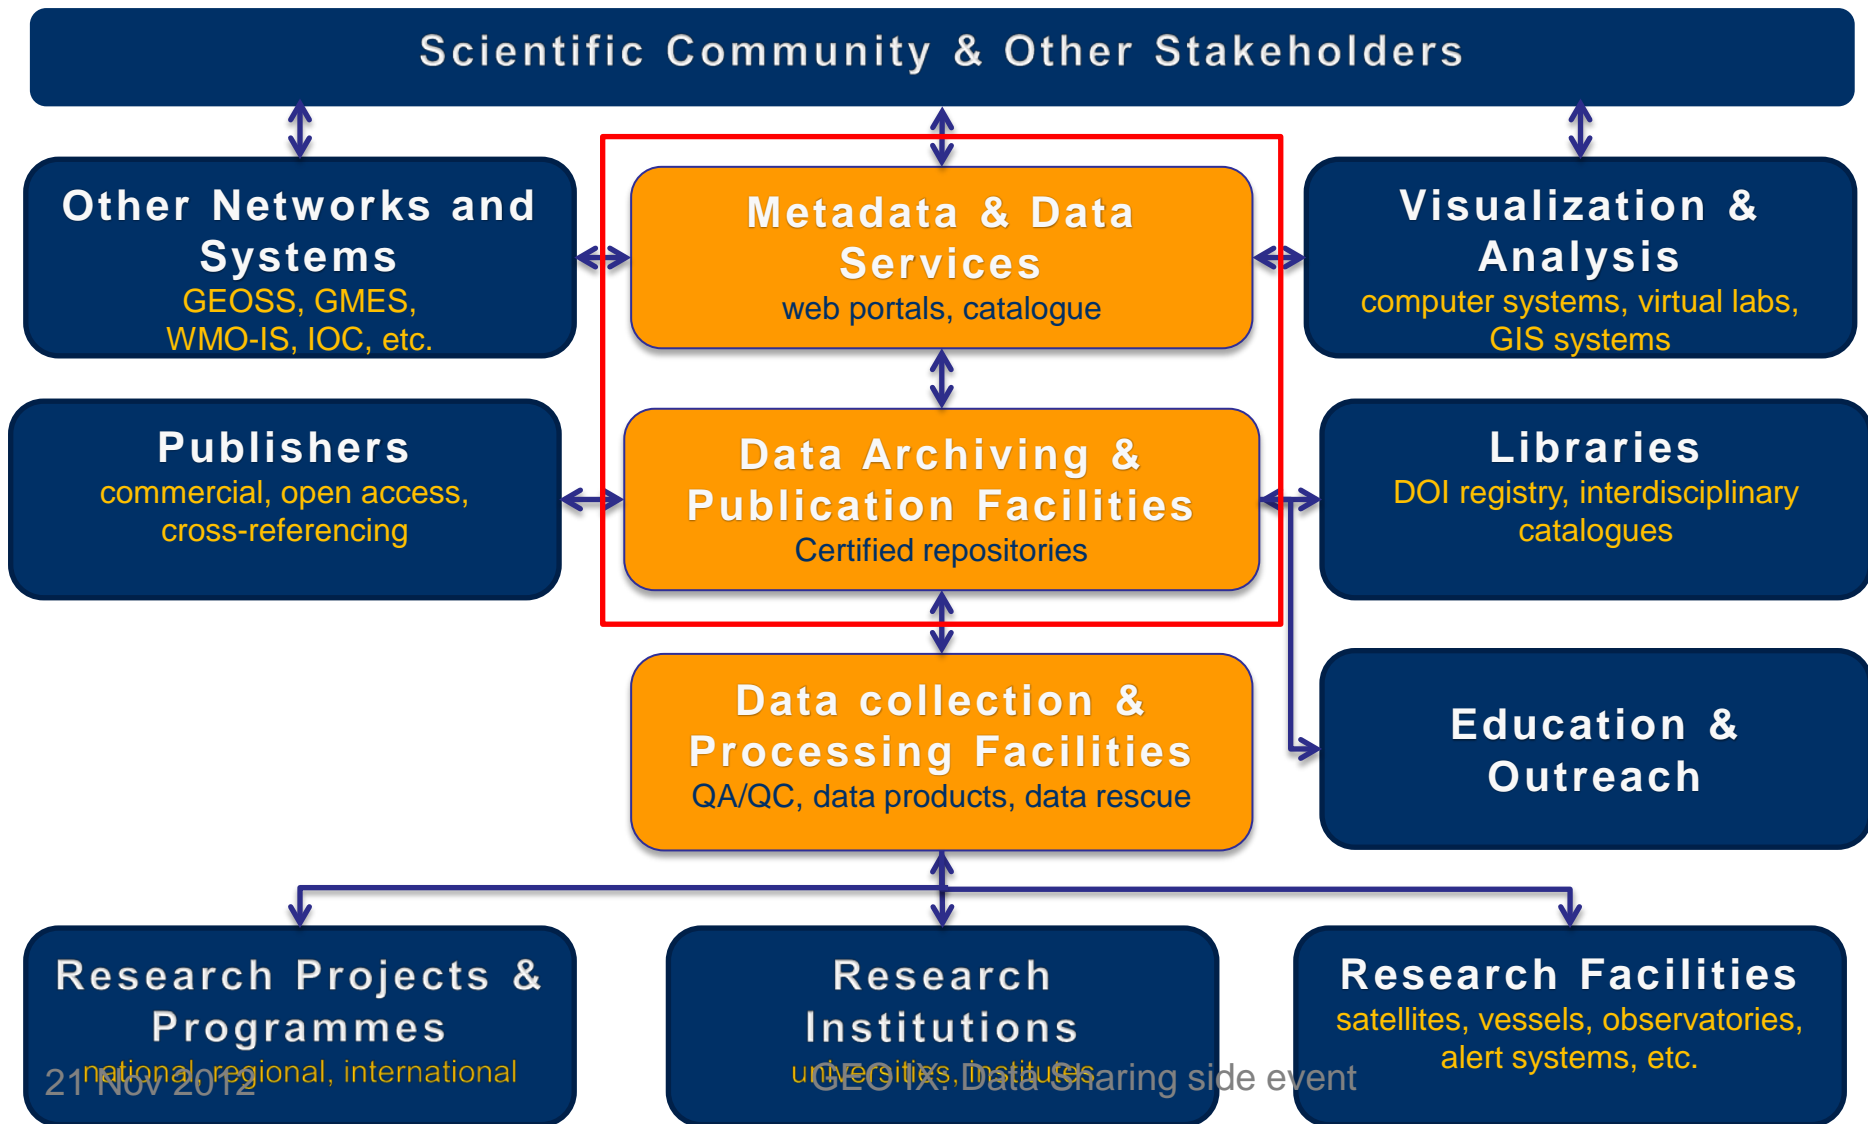 Scientific Community & Other Stakeholders
Other Networks and
Systems
GEOSS, GMES,
WMO-IS, IOC, etc.
Metadata & Data
Services
web portals, catalogue
Visualization &
Analysis
computer systems, virtual labs,
GIS systems
Publishers
commercial, open access,
cross-referencing
Data Archiving &
Publication Facilities
Certified repositories
Libraries
DOI registry, interdisciplinary
catalogues
Data collection &
Processing Facilities
QA/QC, data products, data rescue
Education &
Outreach
Research Projects &
Programmes
national, regional, international
Research
Institutions
universities, institutes
Research Facilities
satellites, vessels, observatories,
alert systems, etc.
21 Nov 2012
GEO IX: Data Sharing side event